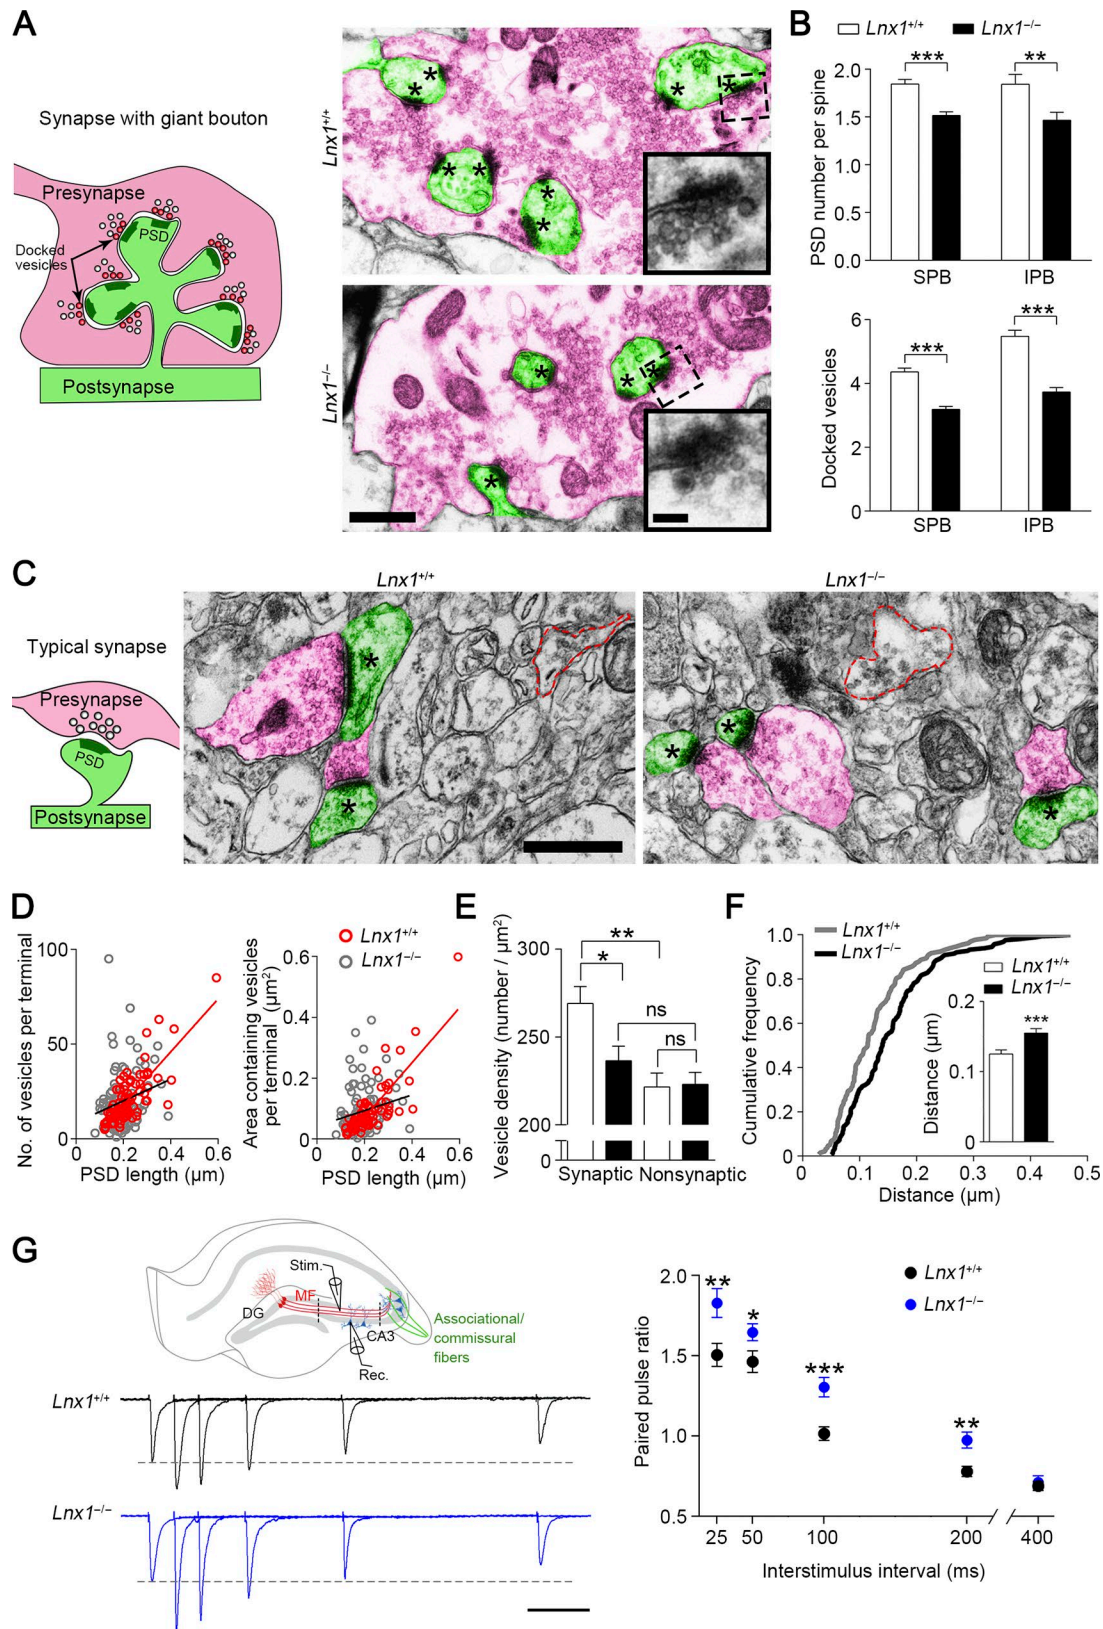 A
Synapse with giant bouton
Presynapse
PSD
Docked
vesicles
Postsynapse
Lnx1+/+
* * * * * * * *
Lnx1−/−
* * * *
B
Lnx1+/+ Lnx1−/−
*** **
2.0
1.5
1.0
0.5
0.0
PSD number per spine
SPB IPB
*** ***
6
4
2
0
Docked vesicles
SPB IPB
C
Lnx1+/+ Lnx1−/−
Typical synapse
Presynapse
PSD
Postsynapse
* *
* * *
D
Lnx1+/+
Lnx1−/−
100
50
0
No. of vesicles per terminal
0.2 0.4 0.6
PSD length (µm)
0.6
0.4
0.2
0
Area containing vesicles
per terminal (µm²)
0 0.2 0.4 0.6
PSD length (µm)
E
Vesicle density (number / µm²)
300
250
200
0
**
*
ns
ns
Synaptic Nonsynaptic
F
Lnx1+/+
Lnx1−/−
1.0
0.8
0.6
0.4
0.2
0
Cumulative frequency
0 0.1 0.2 0.3 0.4 0.5
Distance (µm)
Lnx1+/+
Lnx1−/−
0.2
0.1
0
Distance (µm)
***
G
Stim.
MF
DG
CA3
Rec.
Associational/
commissural
fibers
Lnx1+/+
Lnx1−/−
Lnx1+/+
Lnx1−/−
2.0
1.5
1.0
0.5
Paired pulse ratio
** * *** **
25 50 100 200 400
Interstimulus interval (ms)